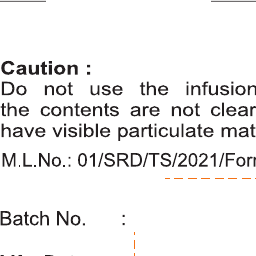 Caution :
Do not use the infusion
the contents are not clear
have visible particulate mat
M.L.No.: 01/SRD/TS/2021/Forr
Batch No. :